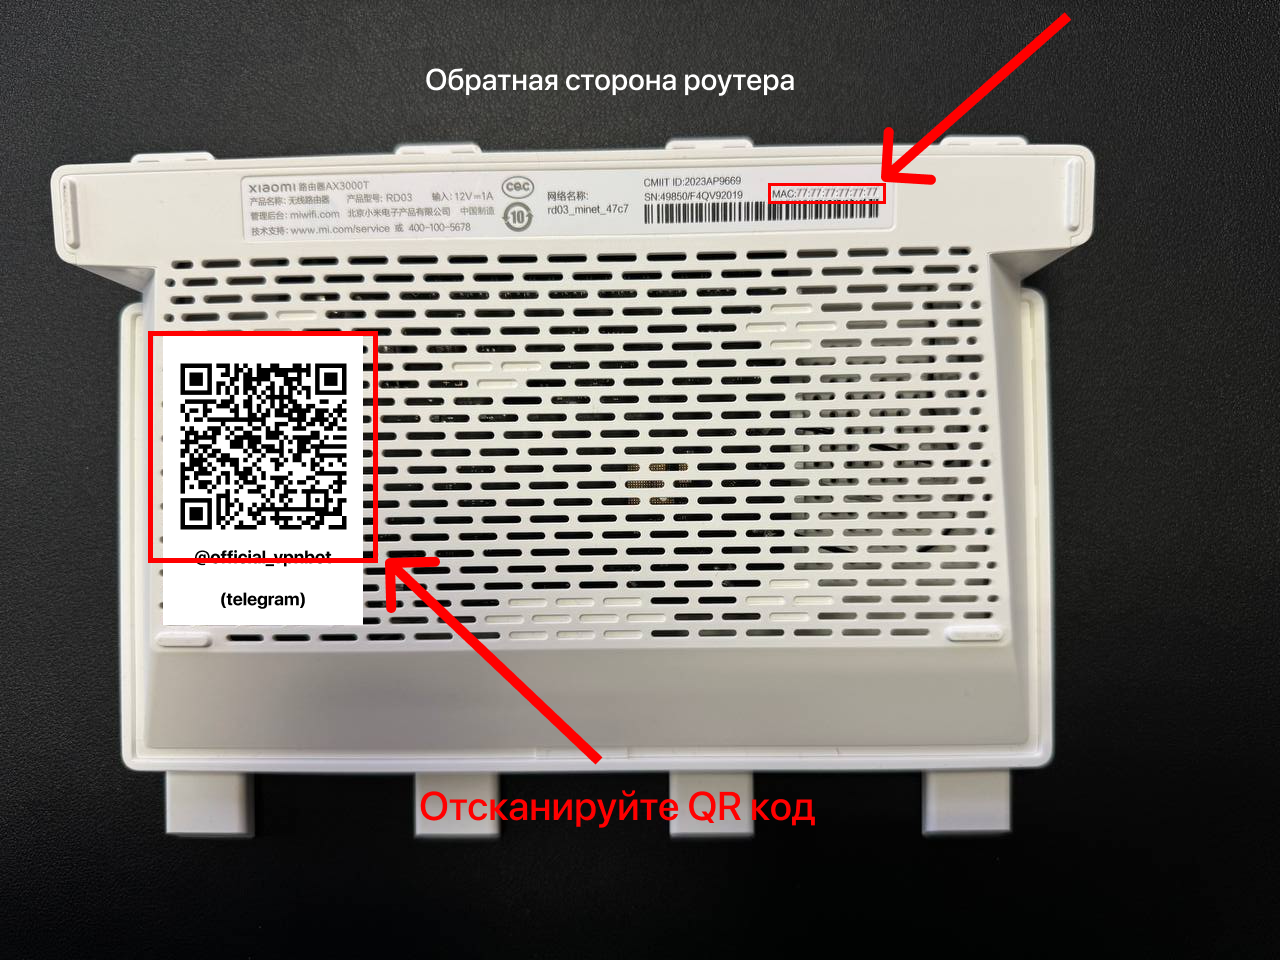 Обратная сторона роутера
xiaomi 路由器AX3000T
产品名称: 无线路由器 产品型号: RD03 输入: 12V⎓1A
管理后台: miwifi.com 北京小米电子产品有限公司 中国制造
技术支持: www.mi.com/service 或 400-100-5678
CQC
10
网络名称:
rd03_minet_47c7
CMIIT ID:2023AP9669
SN:49850/F4QV92019
MAC:77:77:77:77:77:77
@official_vpnbot
(telegram)
Отсканируйте QR код